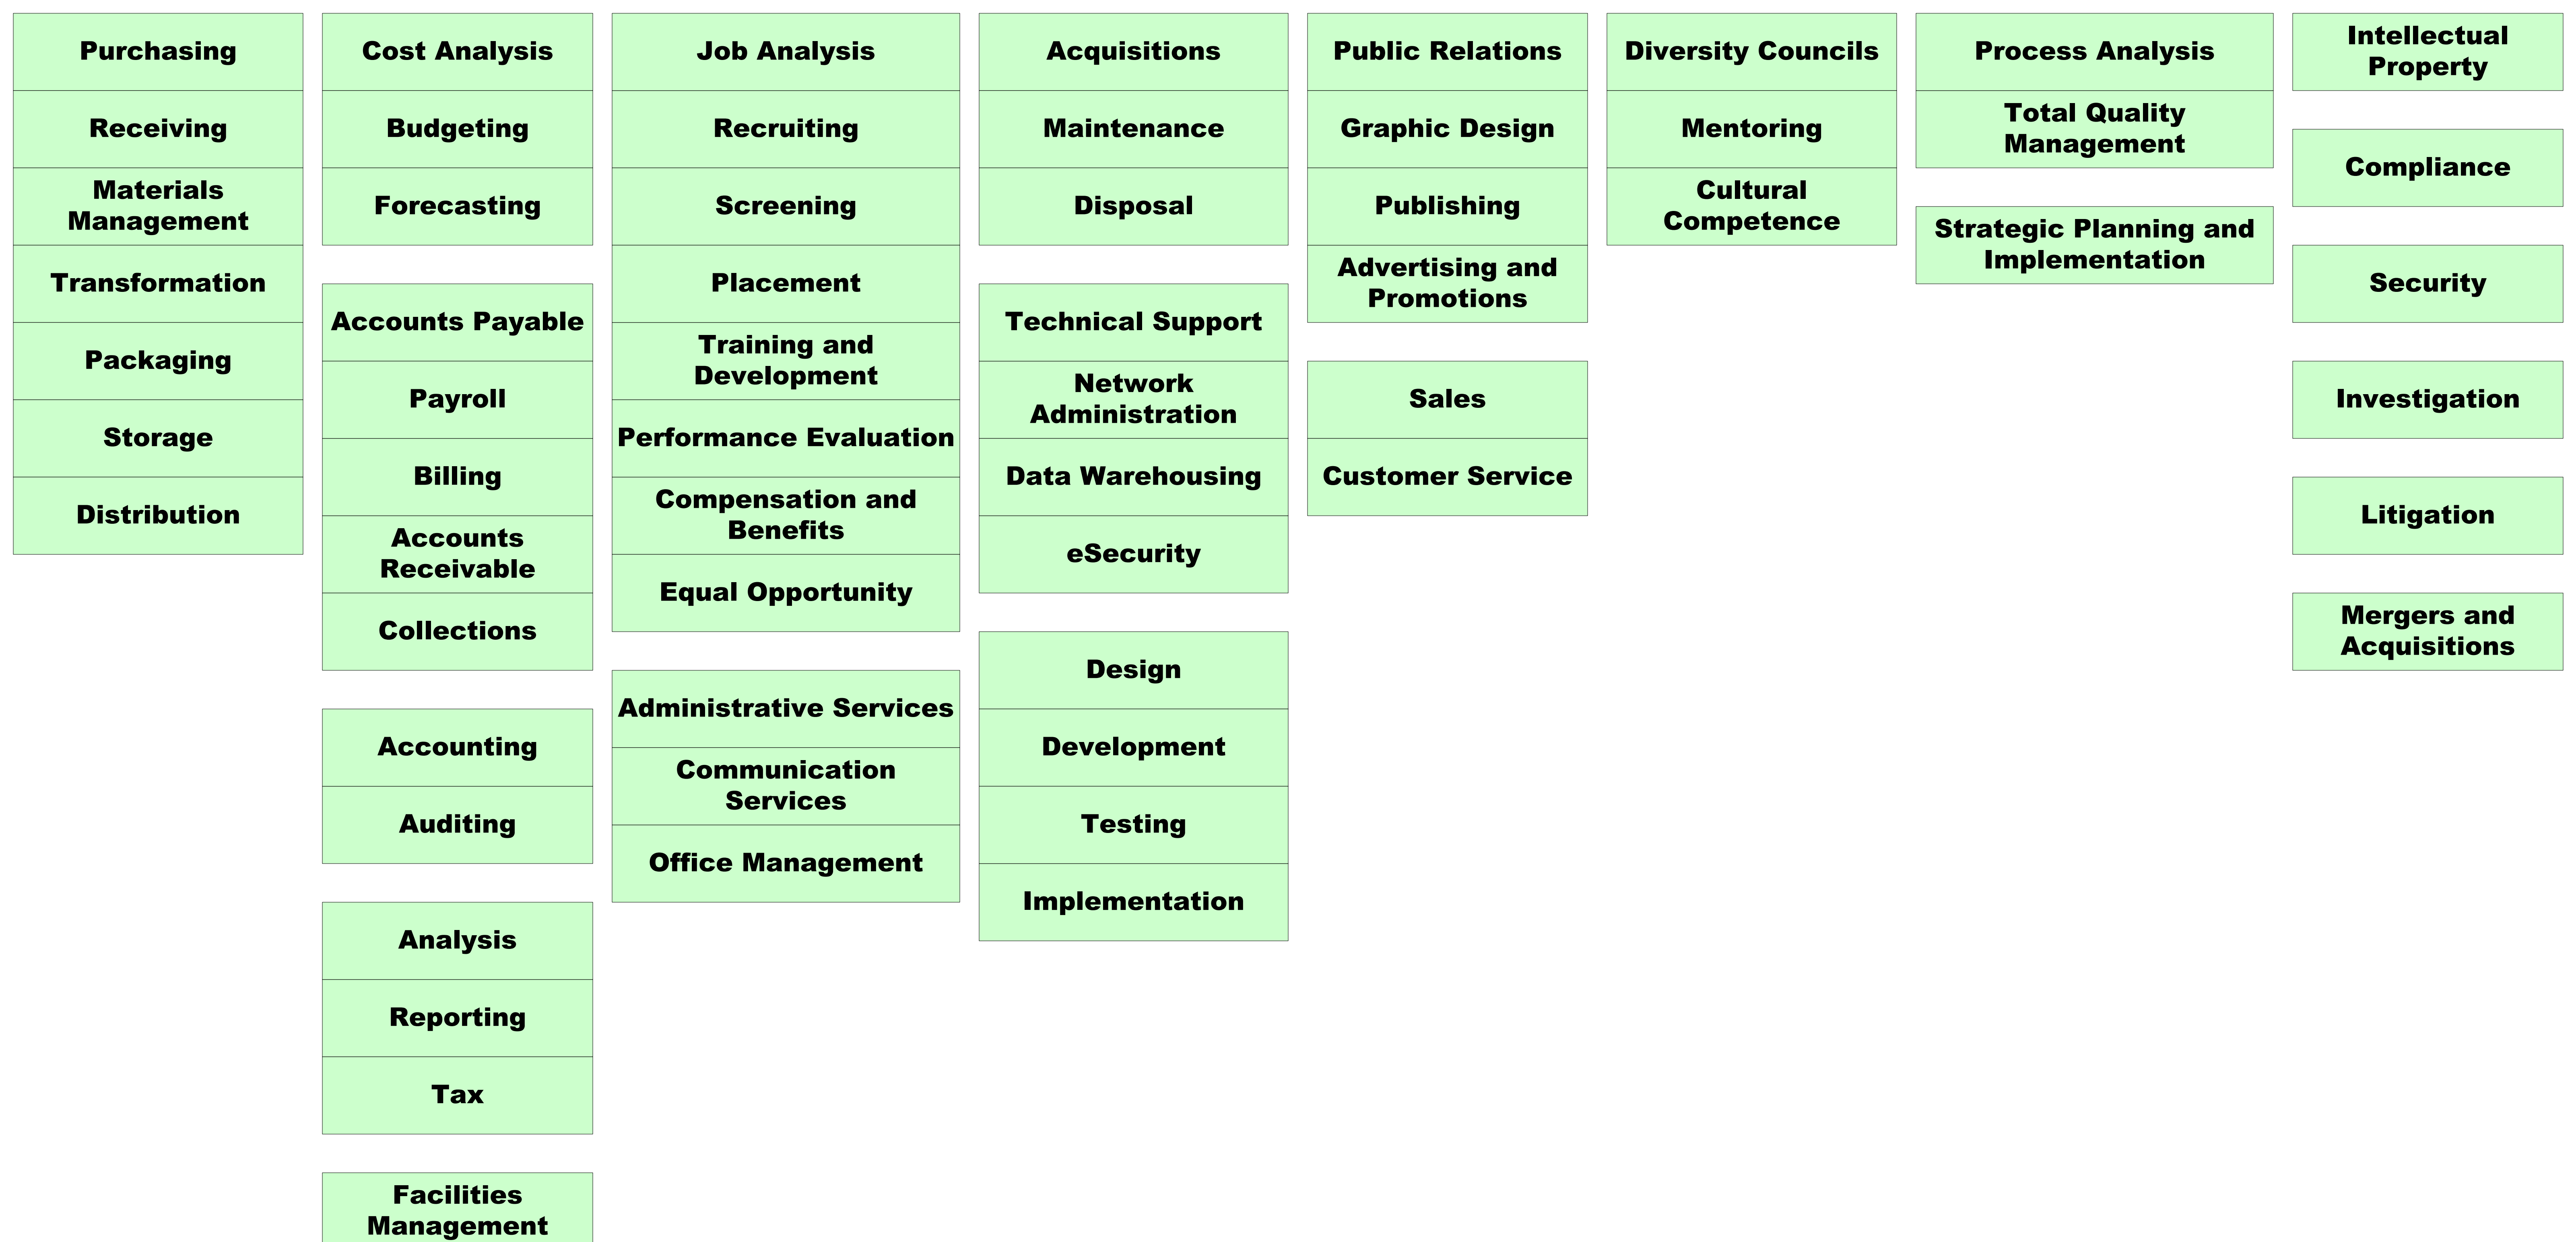 Purchasing
Receiving
Materials
Management
Transformation
Packaging
Storage
Distribution
Cost Analysis
Budgeting
Forecasting
Accounts Payable
Payroll
Billing
Accounts
Receivable
Collections
Accounting
Auditing
Analysis
Reporting
Tax
Facilities
Management
Job Analysis
Recruiting
Screening
Placement
Training and
Development
Performance Evaluation
Compensation and
Benefits
Equal Opportunity
Administrative Services
Communication
Services
Office Management
Acquisitions
Maintenance
Disposal
Technical Support
Network
Administration
Data Warehousing
eSecurity
Design
Development
Testing
Implementation
Public Relations
Graphic Design
Publishing
Advertising and
Promotions
Sales
Customer Service
Diversity Councils
Mentoring
Cultural
Competence
Process Analysis
Total Quality
Management
Strategic Planning and
Implementation
Intellectual
Property
Compliance
Security
Investigation
Litigation
Mergers and
Acquisitions